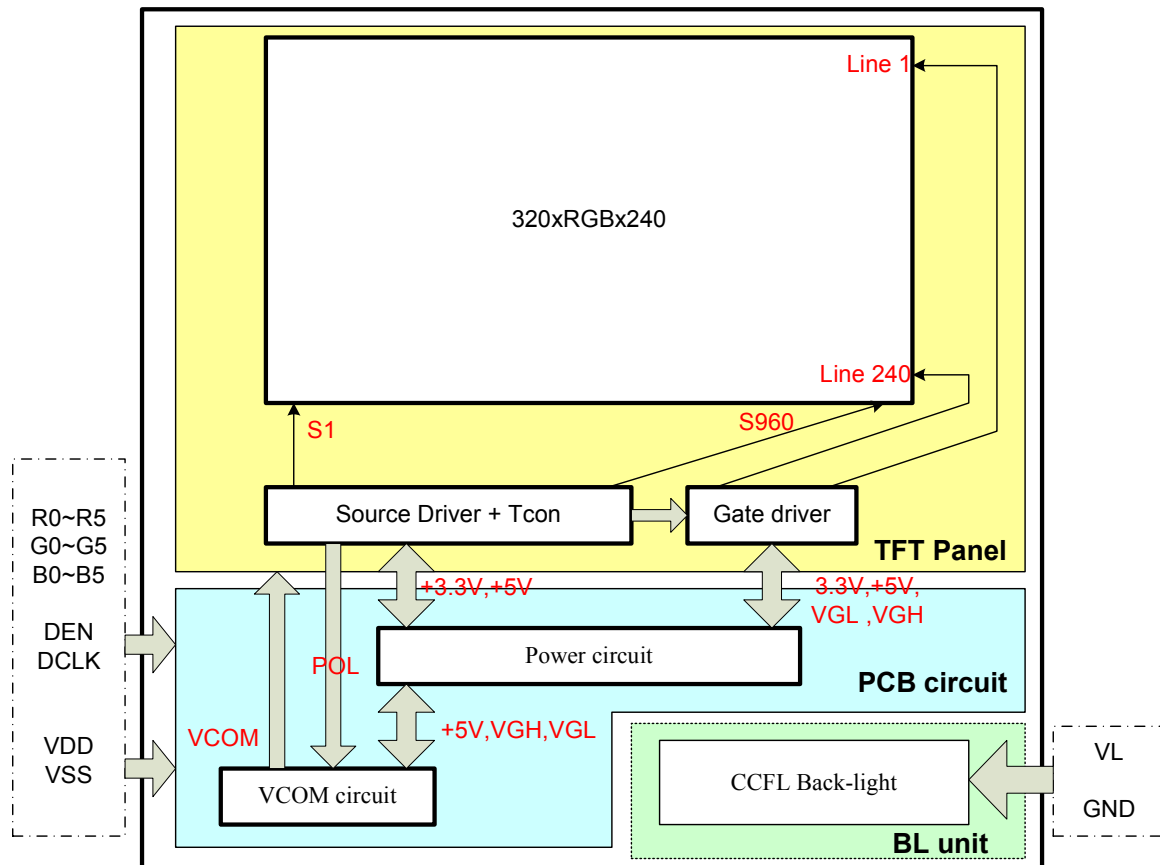 Line 1
320xRGBx240
Line 240
S1
S960
Source Driver + Tcon
Gate driver
TFT Panel
R0~R5
G0~G5
B0~B5
DEN
DCLK
VDD
VSS
+3.3V,+5V
3.3V,+5V,
VGL ,VGH
POL
Power circuit
PCB circuit
VCOM
+5V,VGH,VGL
VCOM circuit
CCFL Back-light
BL unit
VL
GND